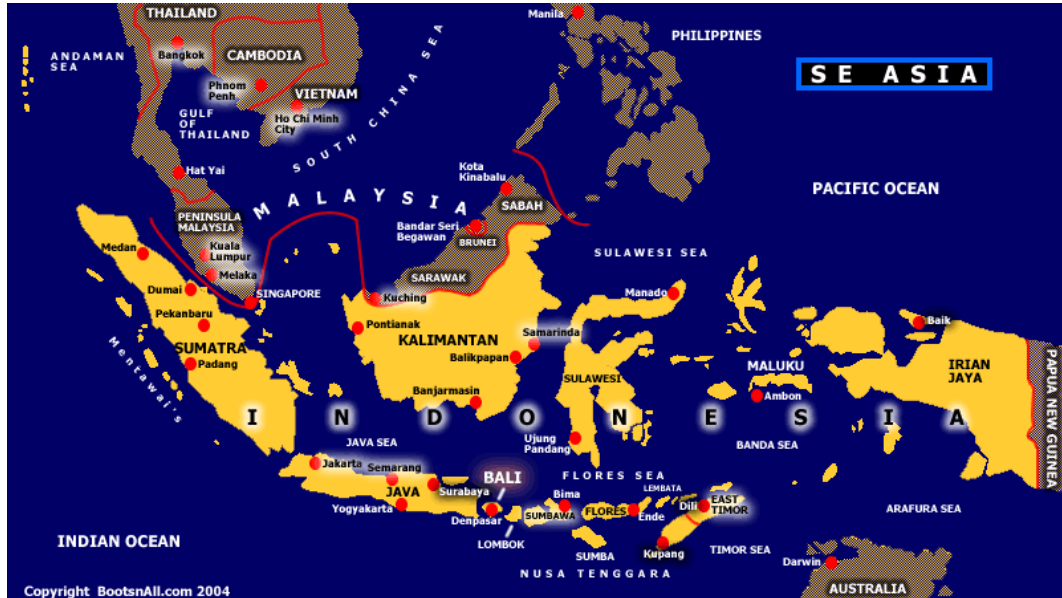 THAILAND
Manila
ANDAMAN
SEA
Bangkok
CAMBODIA
PHILIPPINES
SE ASIA
Phnom
Penh
VIETNAM
GULF
OF
THAILAND
Ho Chi Minh
City
SOUTH CHINA SEA
Hat Yai
Kota
Kinabalu
PACIFIC OCEAN
MALAYSIA
SABAH
PENINSULA
MALAYSIA
Bandar Seri
Begawan
BRUNEI
Medan
Kuala
Lumpur
SULAWESI SEA
Melaka
SARAWAK
Dumai
SINGAPORE
Kuching
Manado
Pekanbaru
Pontianak
KALIMANTAN
Samarinda
Baik
Mentawai's
SUMATRA
Balikpapan
Padang
SULAWESI
MALUKU
IRIAN
JAYA
PAPUA NEW GUINEA
Banjarmasin
Ambon
INDONESIA
JAVA SEA
Ujung
Pandang
BANDA SEA
Jakarta
Semarang
BALI
FLORES SEA
JAVA
Surabaya
LEMBATA
Bima
EAST
TIMOR
Dili
Yogyakarta
Denpasar
SUMBAWA
FLORES
Ende
ARAFURA SEA
INDIAN OCEAN
LOMBOK
SUMBA
Kupang
TIMOR SEA
NUSA TENGGARA
Darwin
AUSTRALIA
Copyright BootsnAll.com 2004